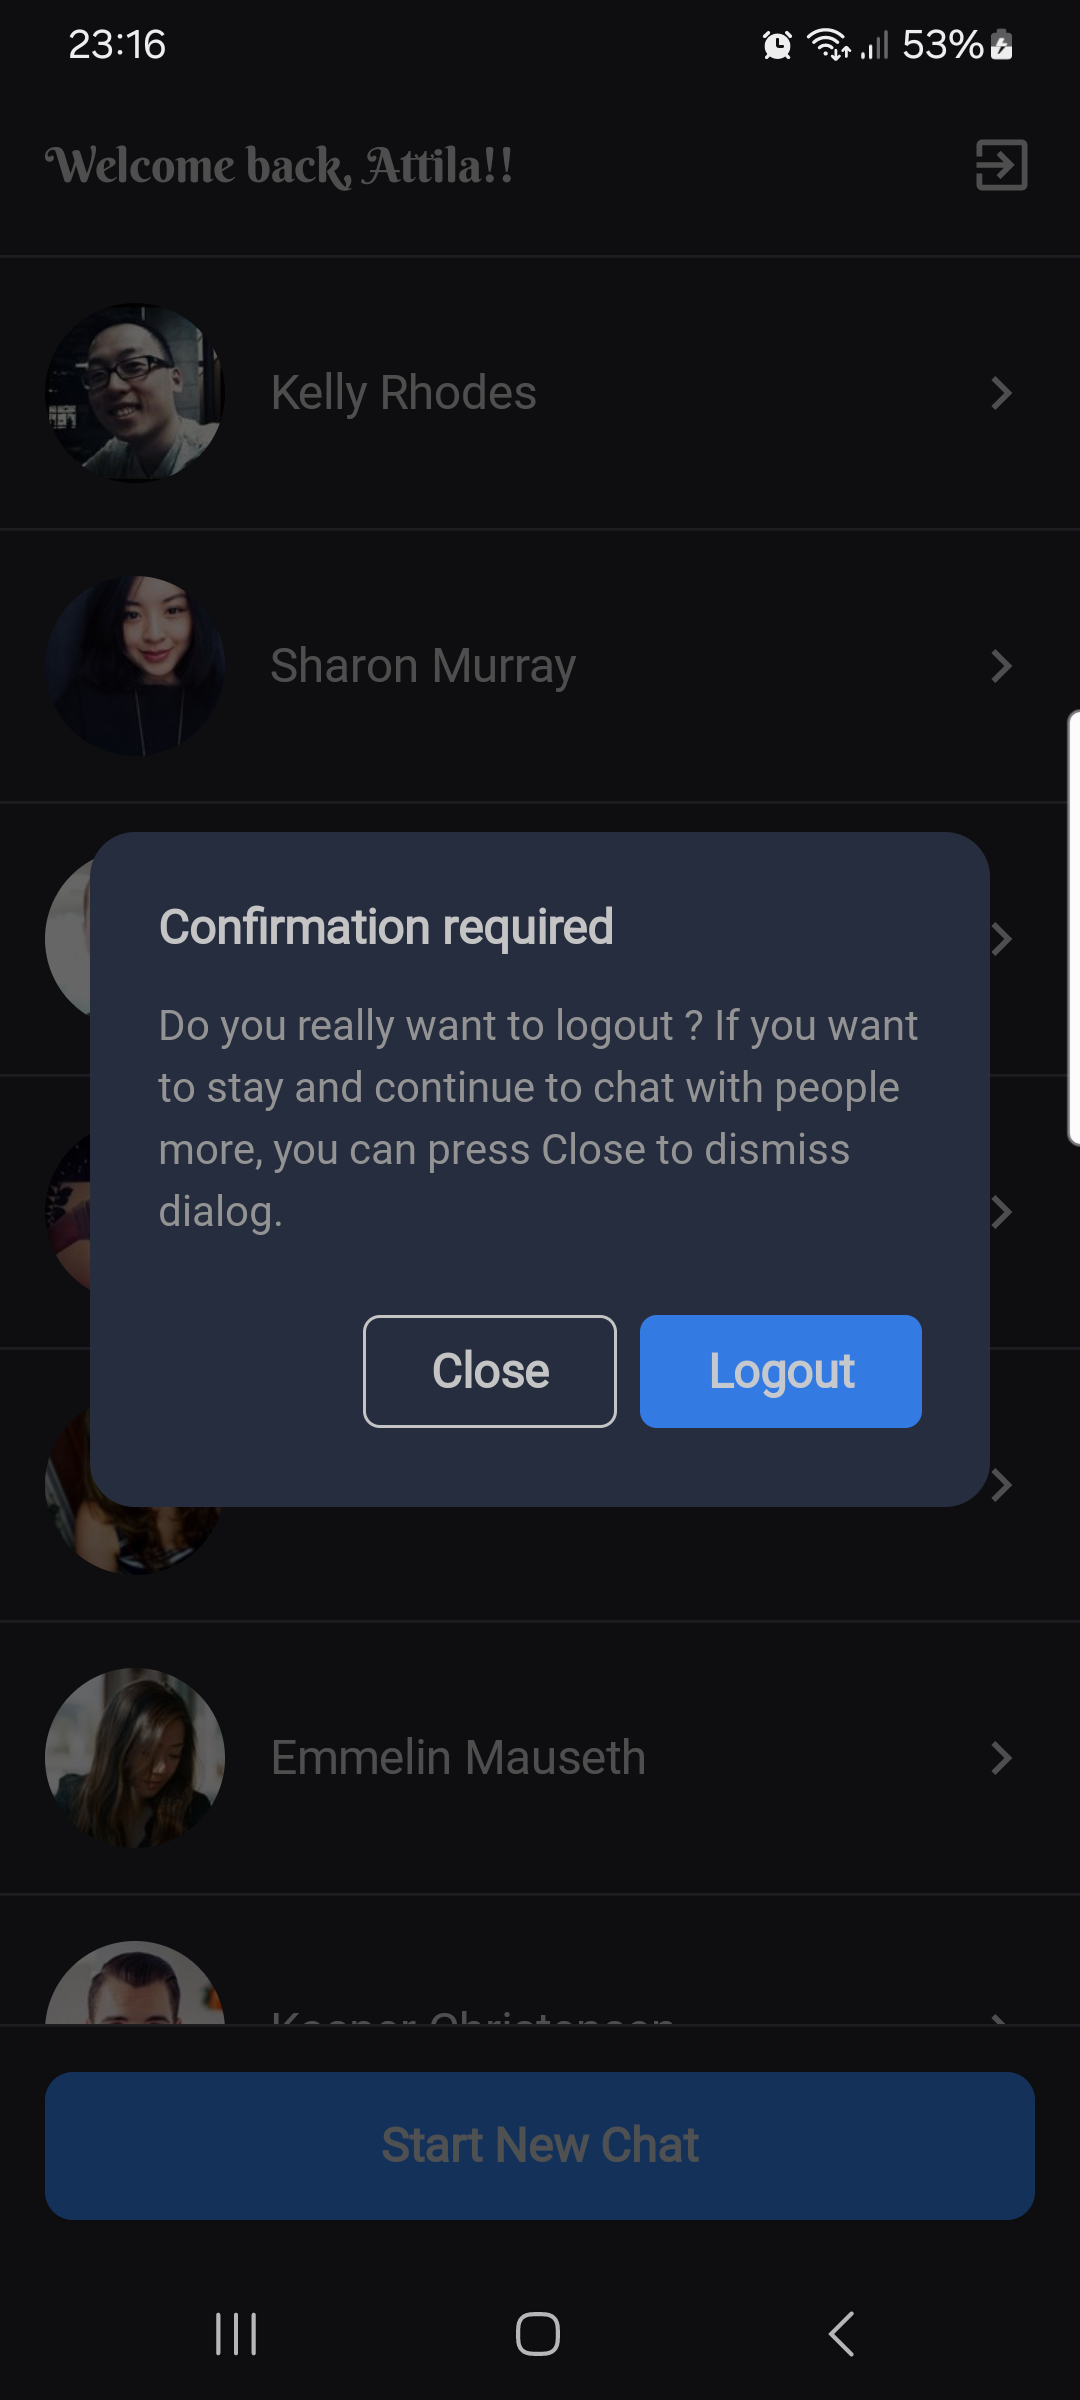 23:16
53%
Welcome back, Attila!!
Kelly Rhodes
Sharon Murray
Confirmation required
Do you really want to logout ? If you want
to stay and continue to chat with people
more, you can press Close to dismiss
dialog.
Close
Logout
Emmelin Mauseth
Start New Chat